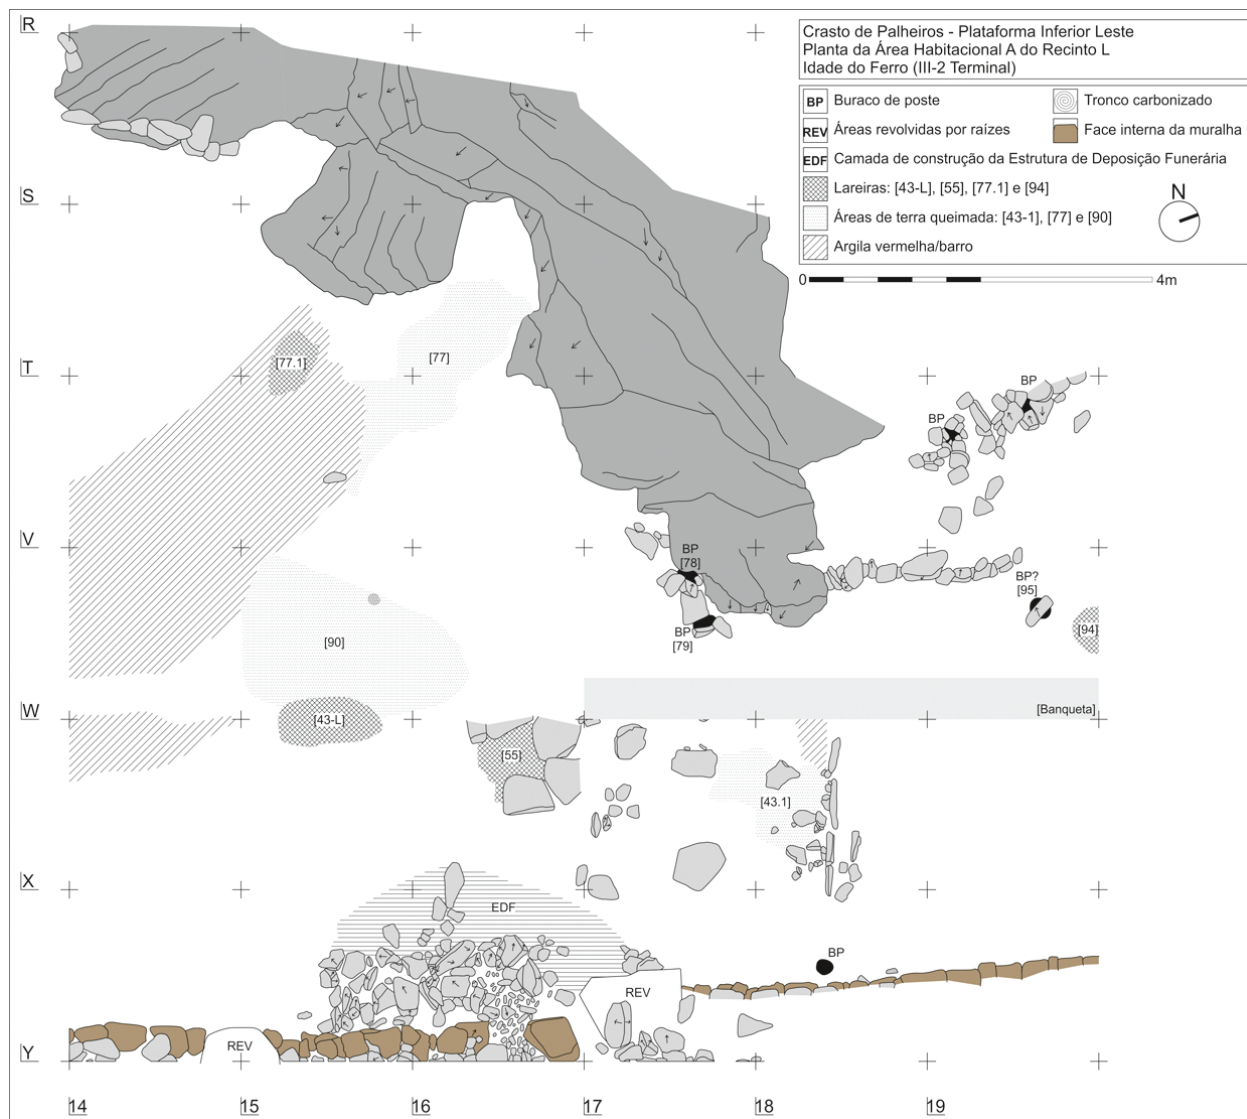 Crasto de Palheiros - Plataforma Inferior Leste
Planta da Área Habitacional A do Recinto L
Idade do Ferro (III-2 Terminal)
BP Buraco de poste
Tronco carbonizado
REV Áreas revolvidas por raízes
Face interna da muralha
EDF Camada de construção da Estrutura de Deposição Funerária
Lareiras: [43-L], [55], [77.1] e [94]
Áreas de terra queimada: [43-1], [77] e [90]
Argila vermelha/barro
N
0 4m
R
S
T
V
W
X
Y
[77.1]
[77]
BP
BP
BP
[78]
BP
[79]
BP?
[95]
[94]
[90]
[43-L]
[Banqueta]
[55]
[43.1]
EDF
BP
REV
REV
14 15 16 17 18 19